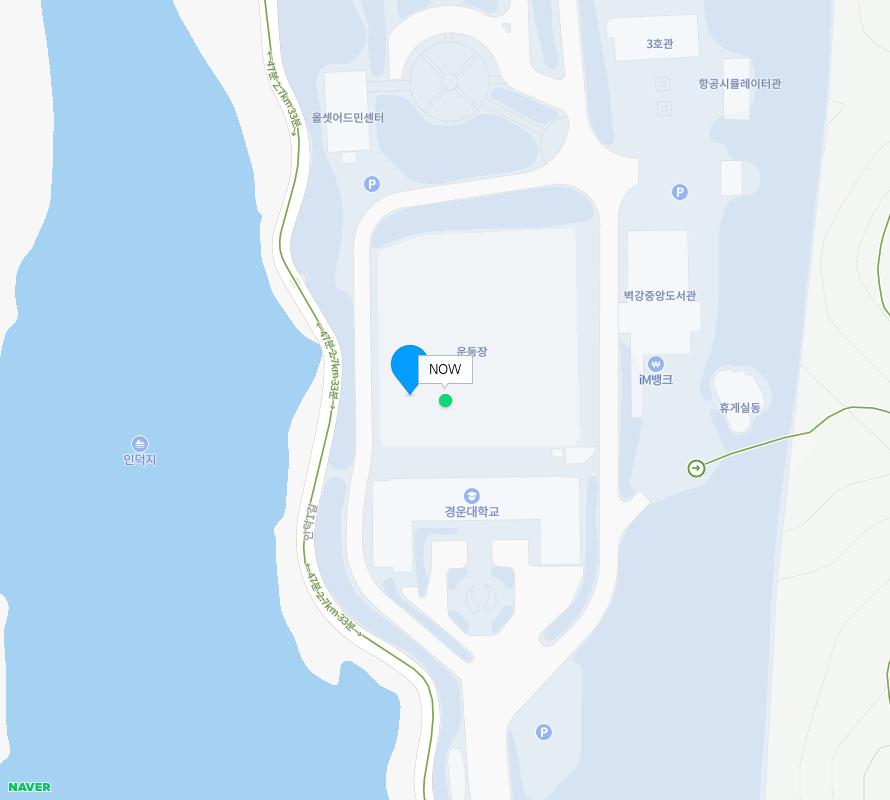 3호관
항공시뮬레이터관
←47분 2.7km 33분→
올셋어드민센터
P
P
벽강중앙도서관
운동장
NOW
←47분 2.7km 33분→
iM뱅크
휴게실동
인덕지
경운대학교
인덕1길
←47분 2.7km 33분→
P
NAVER